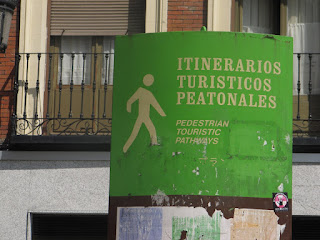 ITINERARIOS
TURISTICOS
PEATONALES
PEDESTRIAN
TOURISTIC
PATHWAYS